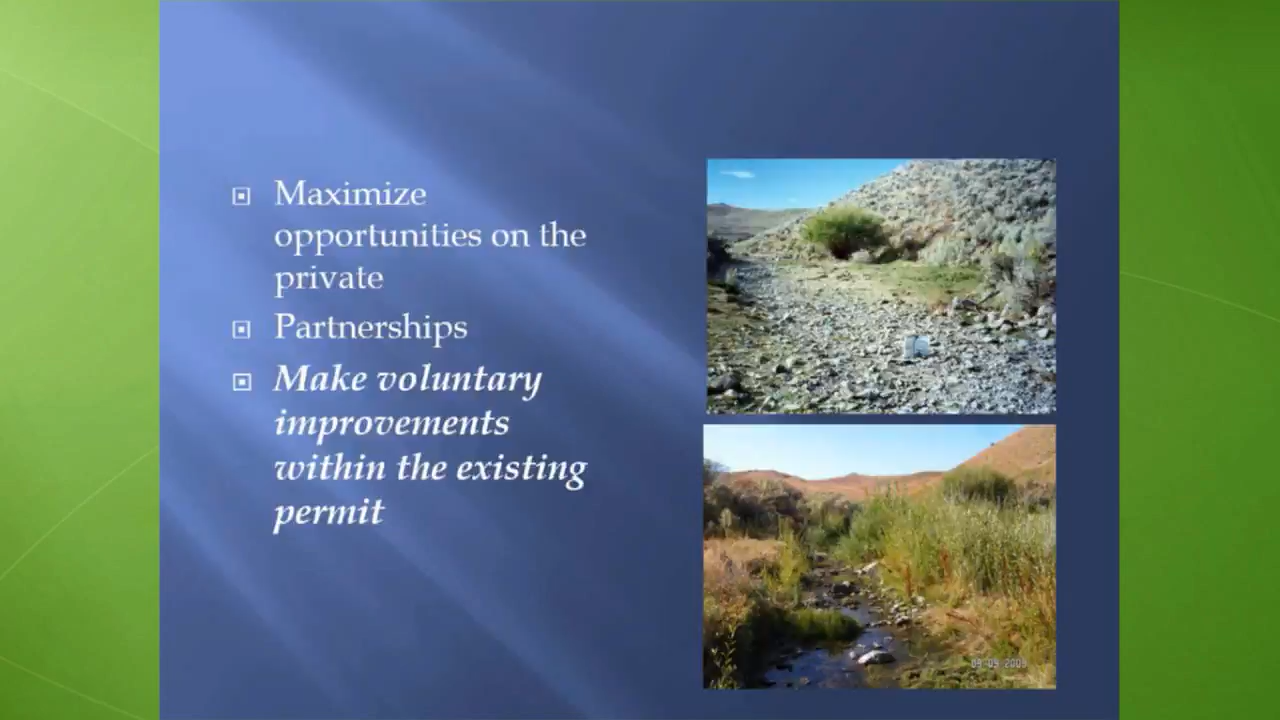 Maximize
opportunities on the
private
Partnerships
Make voluntary
improvements
within the existing
permit
09 09 2009